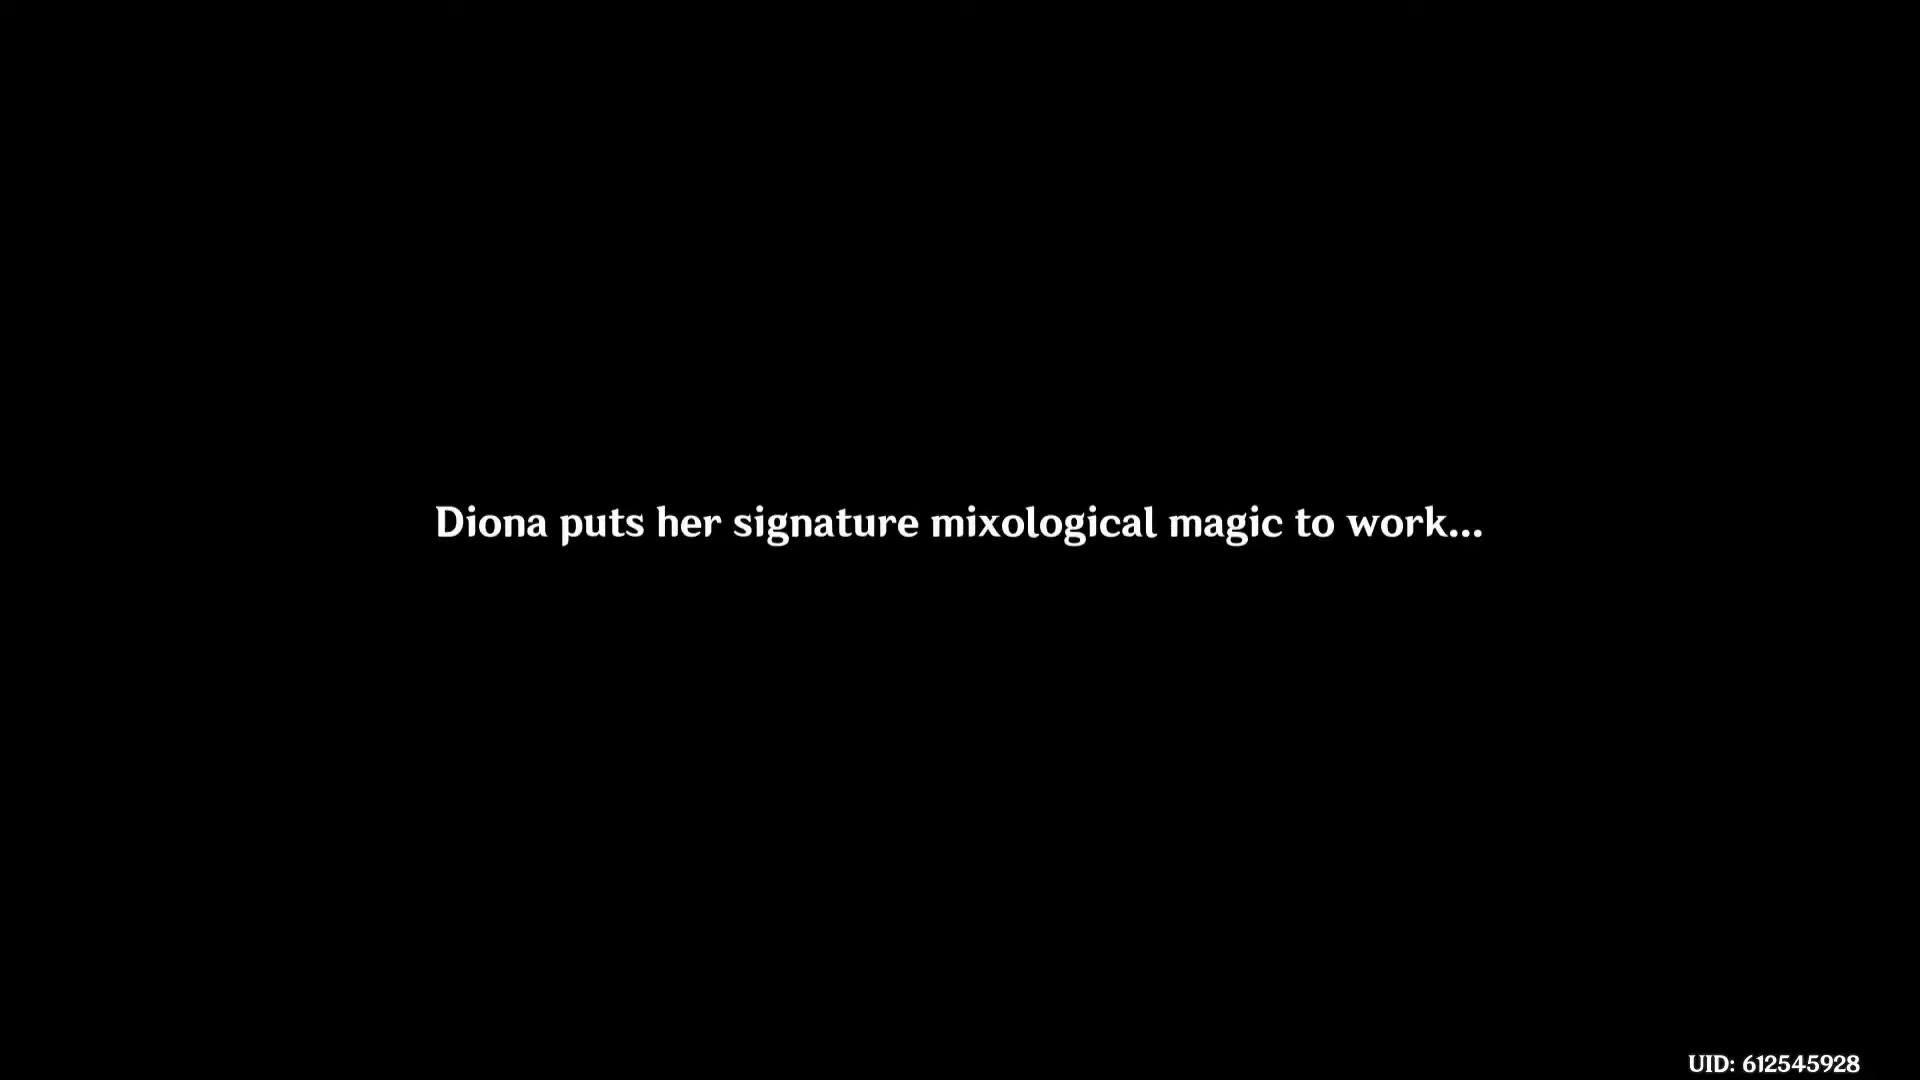 Diona puts her signature mixological magic to work...
UID: 612545928